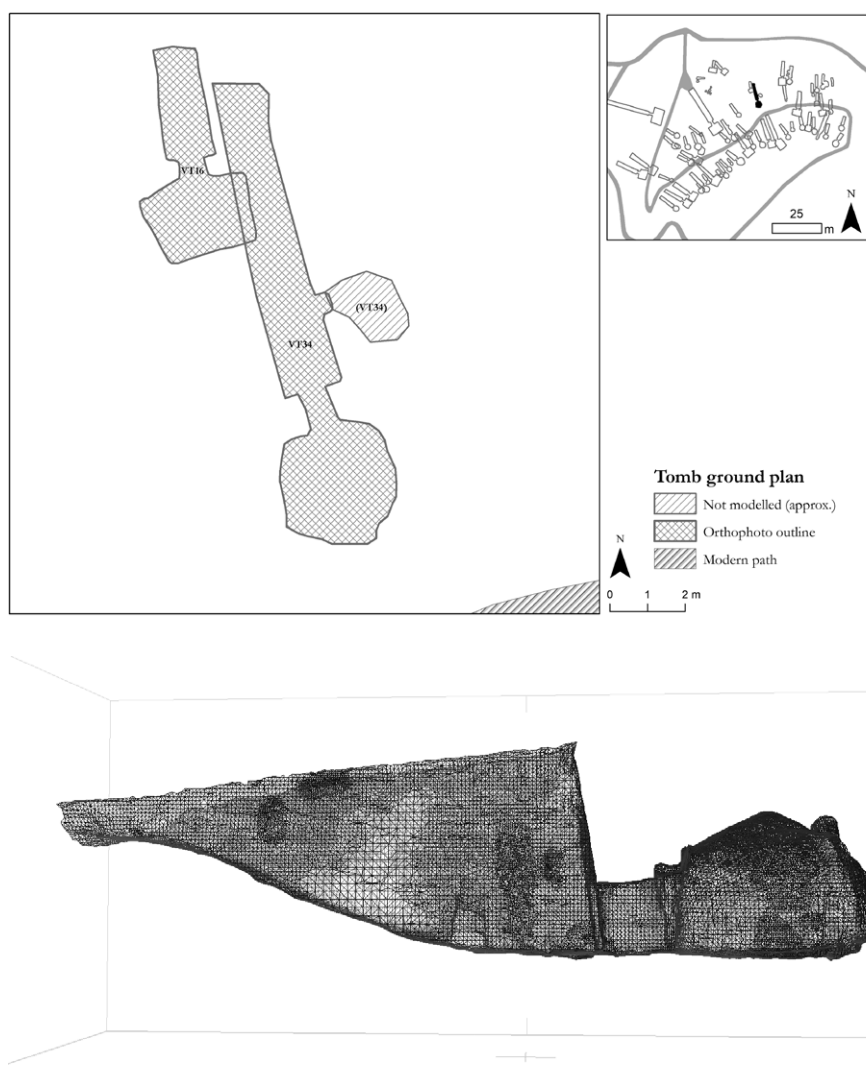 VT16
(VT34)
VT34
N
25
m
Tomb ground plan
Not modelled (approx.)
Orthophoto outline
Modern path
N
0 1 2 m